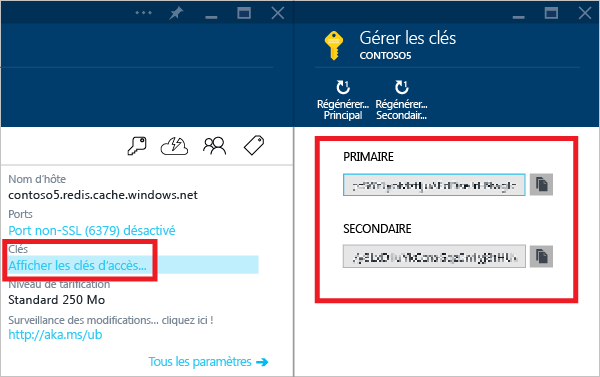 Nom d'hôte
contoso5.redis.cache.windows.net
Ports
Port non-SSL (6379) désactivé
Clés
Afficher les clés d'accès...
Niveau de tarification
Standard 250 Mo
Surveillance des modifications... cliquez ici !
http://aka.ms/ub
Tous les paramètres
Gérer les clés
CONTOSO5
Régénérer... Régénérer...
Principal Secondair...
PRIMAIRE
SECONDAIRE